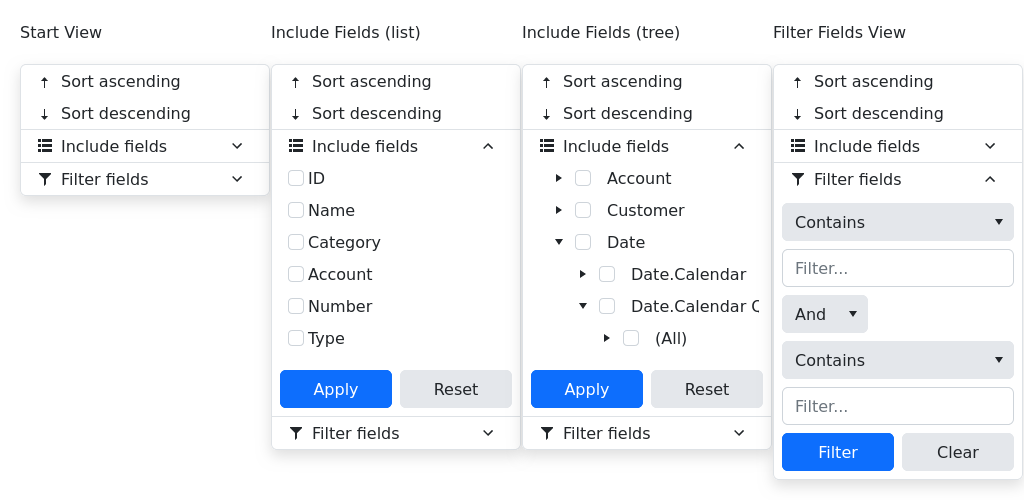 Start View
Sort ascending
Sort descending
Include fields
Filter fields
Include Fields (list)
Sort ascending
Sort descending
Include fields
ID
Name
Category
Account
Number
Type
Apply Reset
Filter fields
Include Fields (tree)
Sort ascending
Sort descending
Include fields
Account
Customer
Date
Date.Calendar
Date.Calendar C
(All)
Apply Reset
Filter fields
Filter Fields View
Sort ascending
Sort descending
Include fields
Filter fields
Contains
Filter...
And
Contains
Filter...
Filter Clear